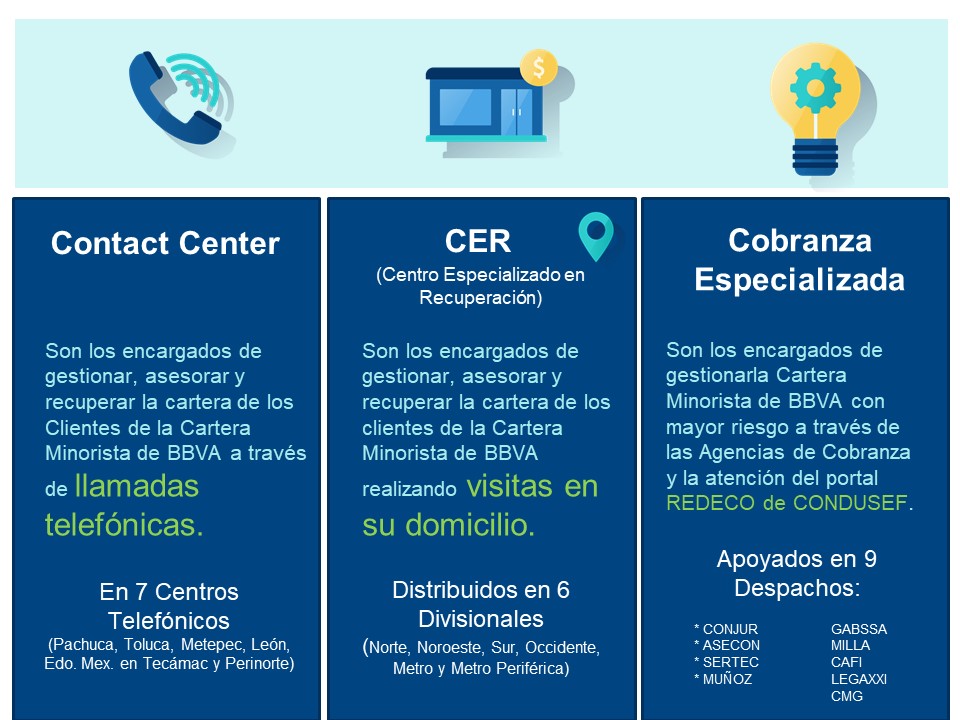 $
Contact Center
Son los encargados de
gestionar, asesorar y
recuperar la cartera de los
Clientes de la Cartera
Minorista de BBVA a través
de llamadas
telefónicas.
En 7 Centros
Telefónicos
(Pachuca, Toluca, Metepec, León,
Edo. Mex. en Tecámac y Perinorte)
CER
(Centro Especializado en
Recuperación)
Son los encargados de
gestionar, asesorar y
recuperar la cartera de los
clientes de la Cartera
Minorista de BBVA
realizando visitas en
su domicilio.
Distribuidos en 6
Divisionales
(Norte, Noroeste, Sur, Occidente,
Metro y Metro Periférica)
Cobranza
Especializada
Son los encargados de
gestionarla Cartera
Minorista de BBVA con
mayor riesgo a través de
las Agencias de Cobranza
y la atención del portal
REDECO de CONDUSEF.
Apoyados en 9
Despachos:
* CONJUR
* ASECON
* SERTEC
* MUÑOZ
GABSSA
MILLA
CAFI
LEGAXXI
CMG